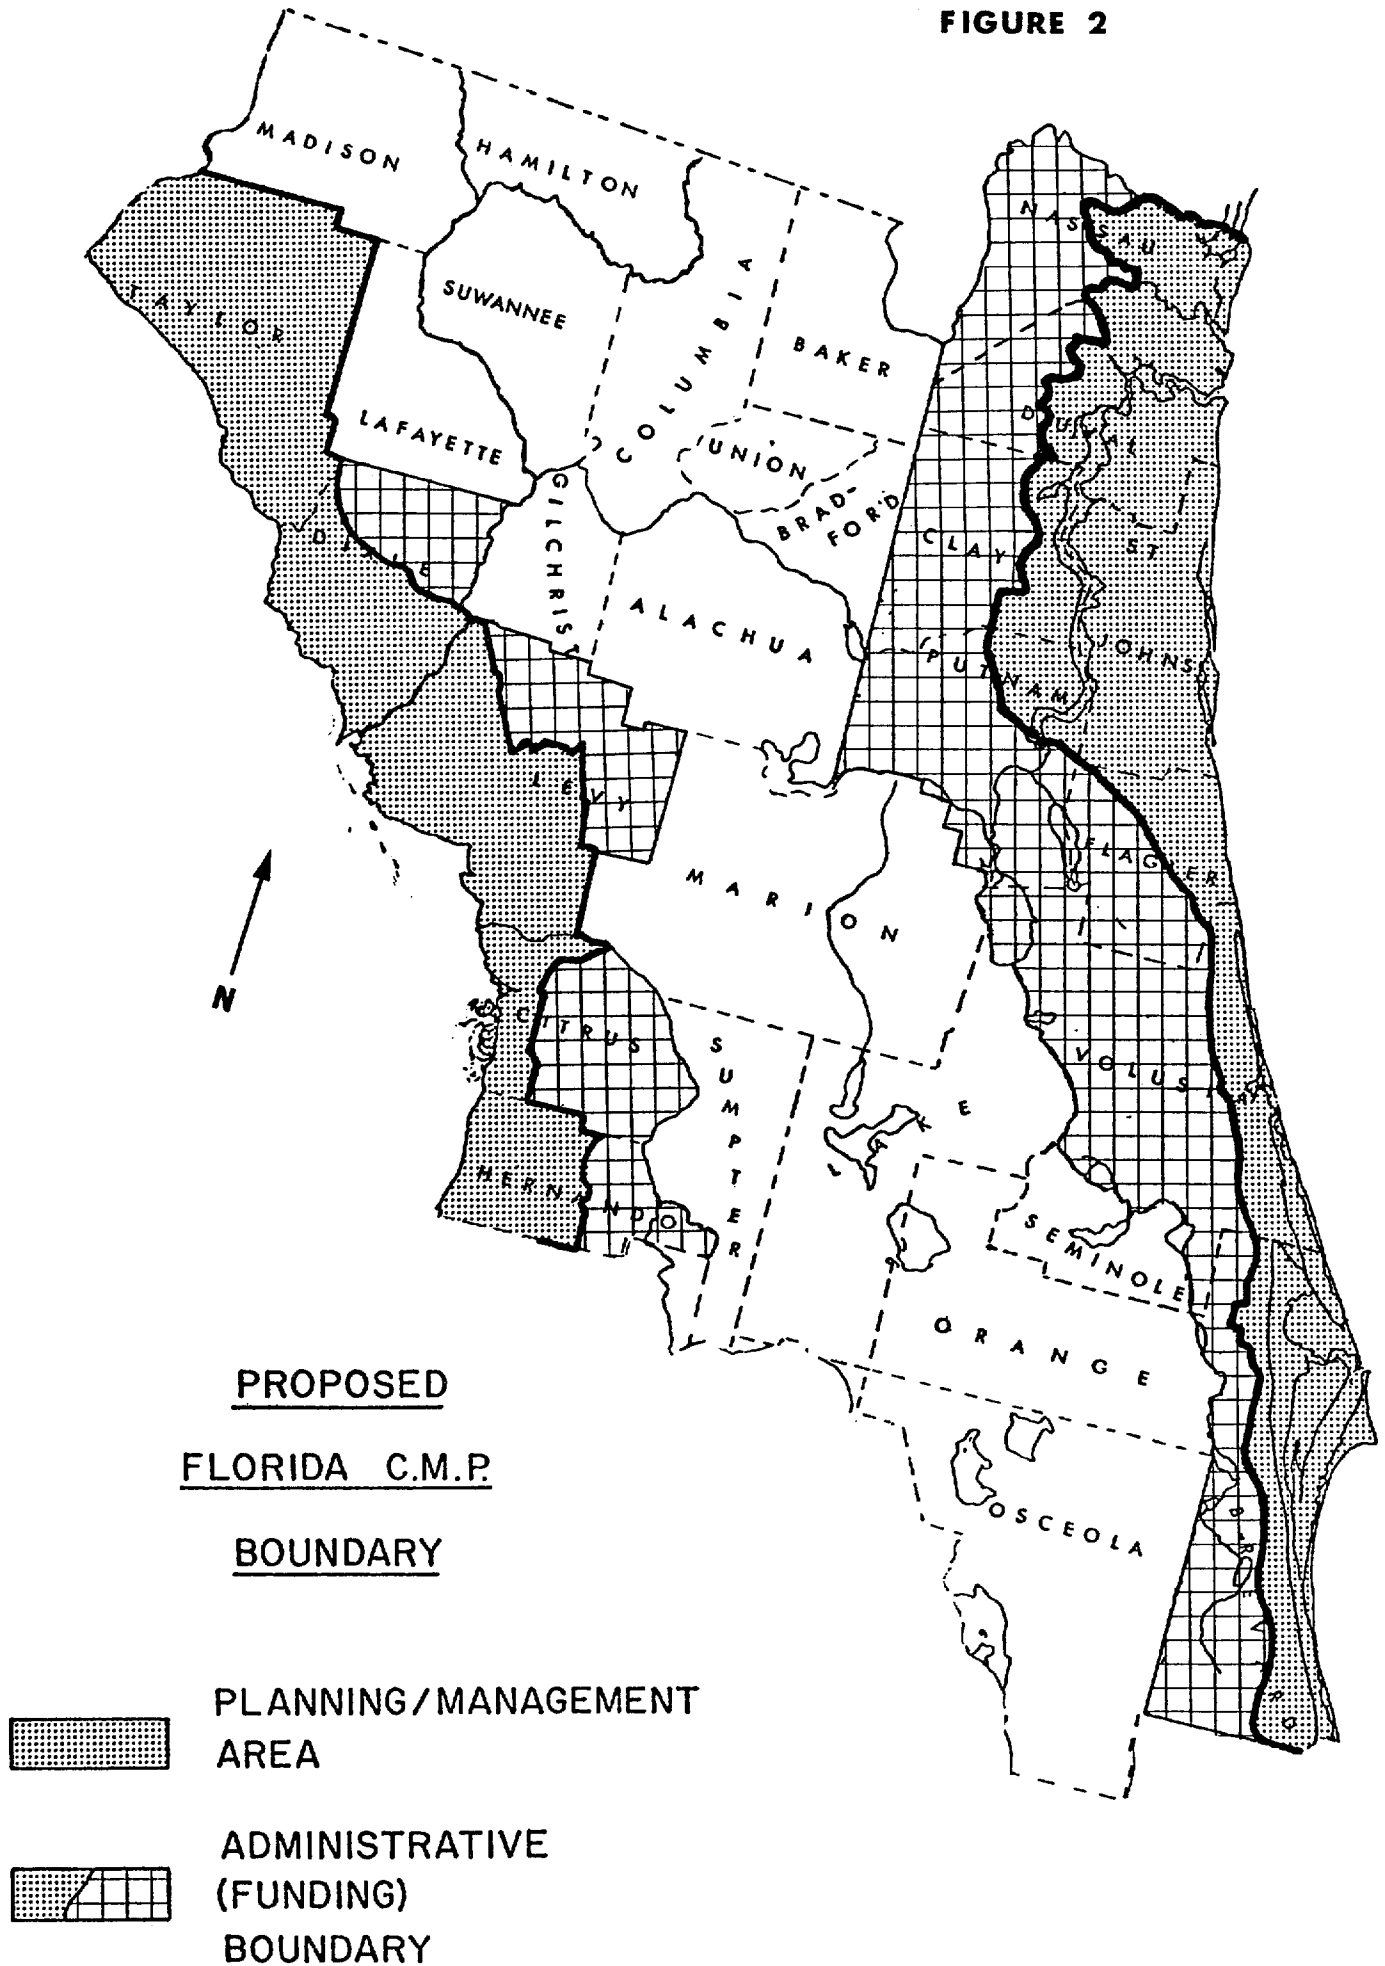 FIGURE 2
MADISON
HAMILTON
NASSAU
TAYLOR
SUWANNEE
COLUMBIA
BAKER
LAFAYETTE
UNION
DUVAL
BRAD-
FORD
GILCHRIST
DIXIE
CLAY
ST
JOHNS
ALACHUA
PUTNAM
LEVY
FLAGLER
MARION
N
CITRUS
SUMPTER
VOLUSIA
LAKE
HERNANDO
SEMINOLE
ORANGE
OSCEOLA
BREVARD
PROPOSED
FLORIDA C.M.P.
BOUNDARY
PLANNING/MANAGEMENT
AREA
ADMINISTRATIVE
(FUNDING)
BOUNDARY